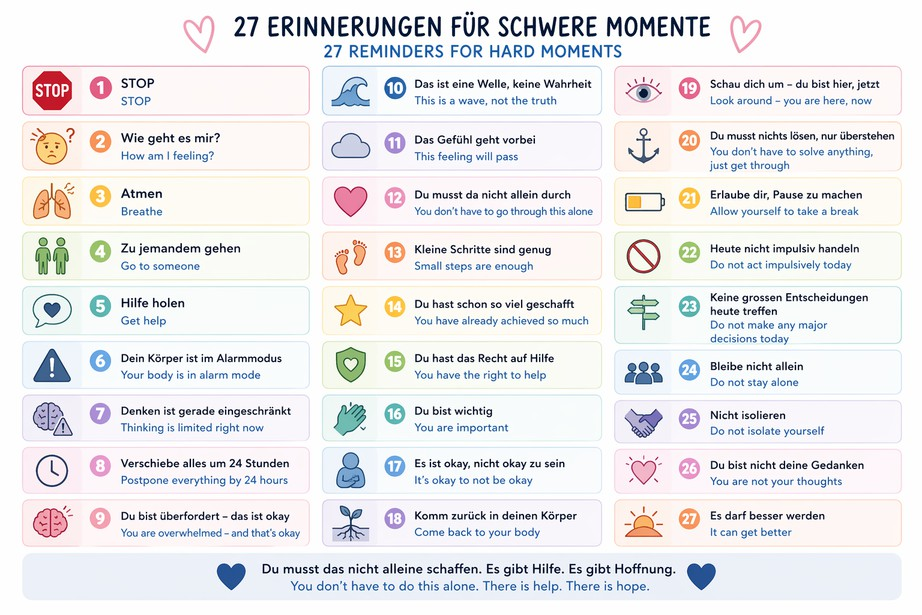 27 ERINNERUNGEN FÜR SCHWERE MOMENTE
27 REMINDERS FOR HARD MOMENTS
STOP
1
STOP
STOP
2
Wie geht es mir?
How am I feeling?
3
Atmen
Breathe
4
Zu jemandem gehen
Go to someone
5
Hilfe holen
Get help
6
Dein Körper ist im Alarmmodus
Your body is in alarm mode
7
Denken ist gerade eingeschränkt
Thinking is limited right now
8
Verschiebe alles um 24 Stunden
Postpone everything by 24 hours
9
Du bist überfordert – das ist okay
You are overwhelmed – and that's okay
10
Das ist eine Welle, keine Wahrheit
This is a wave, not the truth
11
Das Gefühl geht vorbei
This feeling will pass
12
Du musst da nicht allein durch
You don't have to go through this alone
13
Kleine Schritte sind genug
Small steps are enough
14
Du hast schon so viel geschafft
You have already achieved so much
15
Du hast das Recht auf Hilfe
You have the right to help
16
Du bist wichtig
You are important
17
Es ist okay, nicht okay zu sein
It's okay to not be okay
18
Komm zurück in deinen Körper
Come back to your body
19
Schau dich um – du bist hier, jetzt
Look around – you are here, now
20
Du musst nichts lösen, nur überstehen
You don't have to solve anything,
just get through
21
Erlaube dir, Pause zu machen
Allow yourself to take a break
22
Heute nicht impulsiv handeln
Do not act impulsively today
23
Keine grossen Entscheidungen
heute treffen
Do not make any major
decisions today
24
Bleibe nicht allein
Do not stay alone
25
Nicht isolieren
Do not isolate yourself
26
Du bist nicht deine Gedanken
You are not your thoughts
27
Es darf besser werden
It can get better
Du musst das nicht alleine schaffen. Es gibt Hilfe. Es gibt Hoffnung.
You don't have to do this alone. There is help. There is hope.